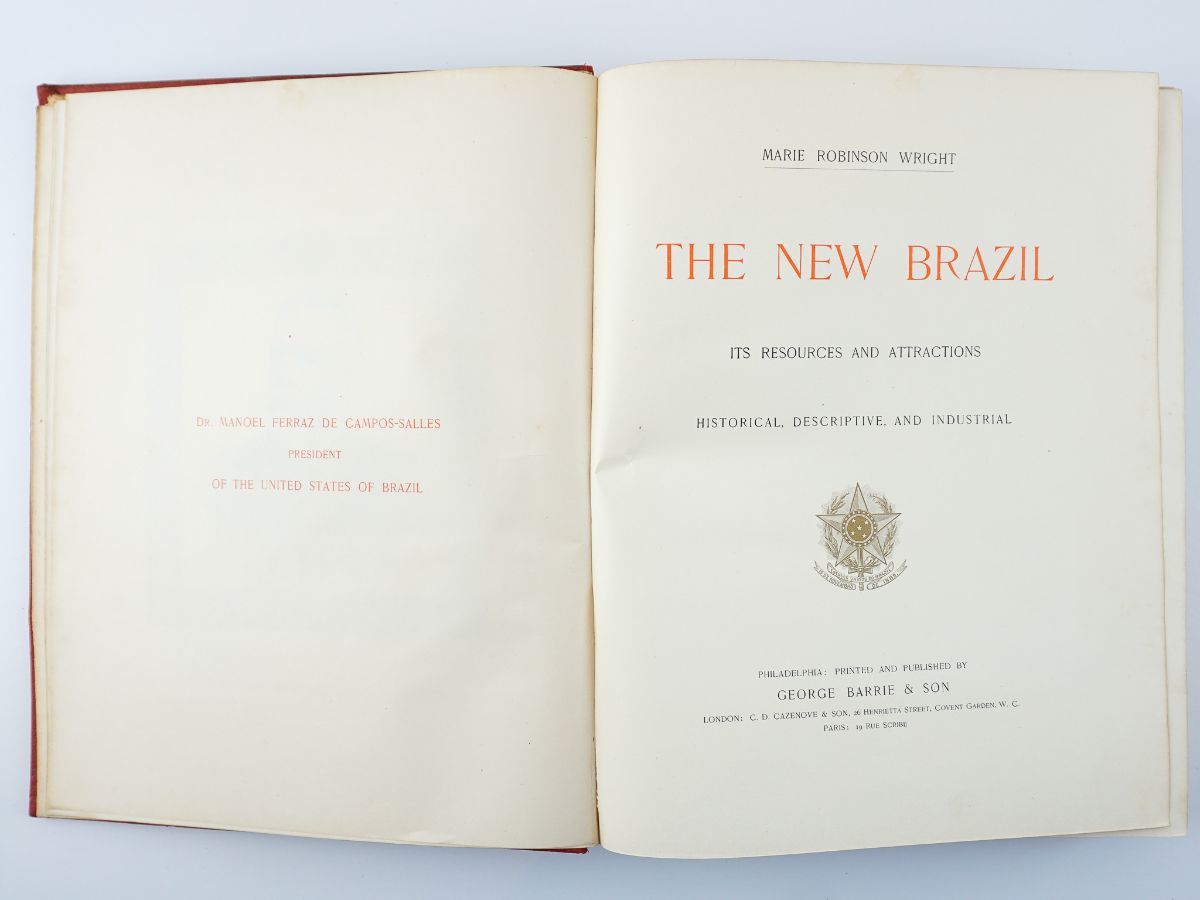 DR. MANOEL FERRAZ DE CAMPOS-SALLES
PRESIDENT
OF THE UNITED STATES OF BRAZIL
MARIE ROBINSON WRIGHT
THE NEW BRAZIL
ITS RESOURCES AND ATTRACTIONS
HISTORICAL, DESCRIPTIVE, AND INDUSTRIAL
PHILADELPHIA: PRINTED AND PUBLISHED BY
GEORGE BARRIE & SON
LONDON: C. D. CAZENOVE & SON, 26 HENRIETTA STREET, COVENT GARDEN, W. C.
PARIS: 19 RUE SCRIBE